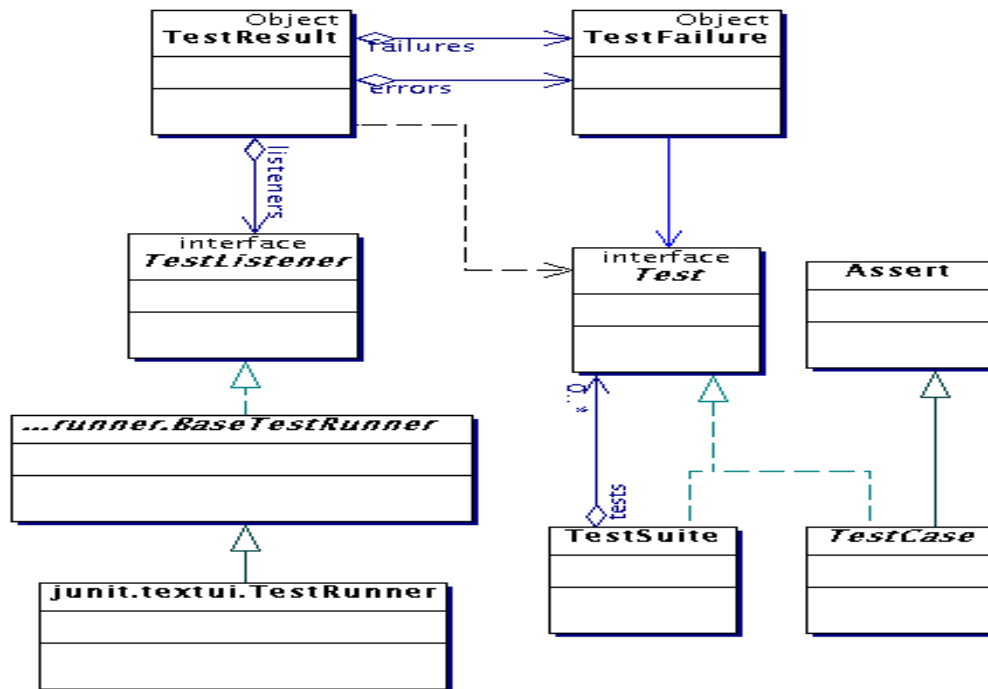 Object
TestResult
failures
errors
Object
TestFailure
listeners
interface
TestListener
interface
Test
Assert
0..*
...runner.BaseTestRunner
tests
TestSuite
TestCase
junit.textui.TestRunner